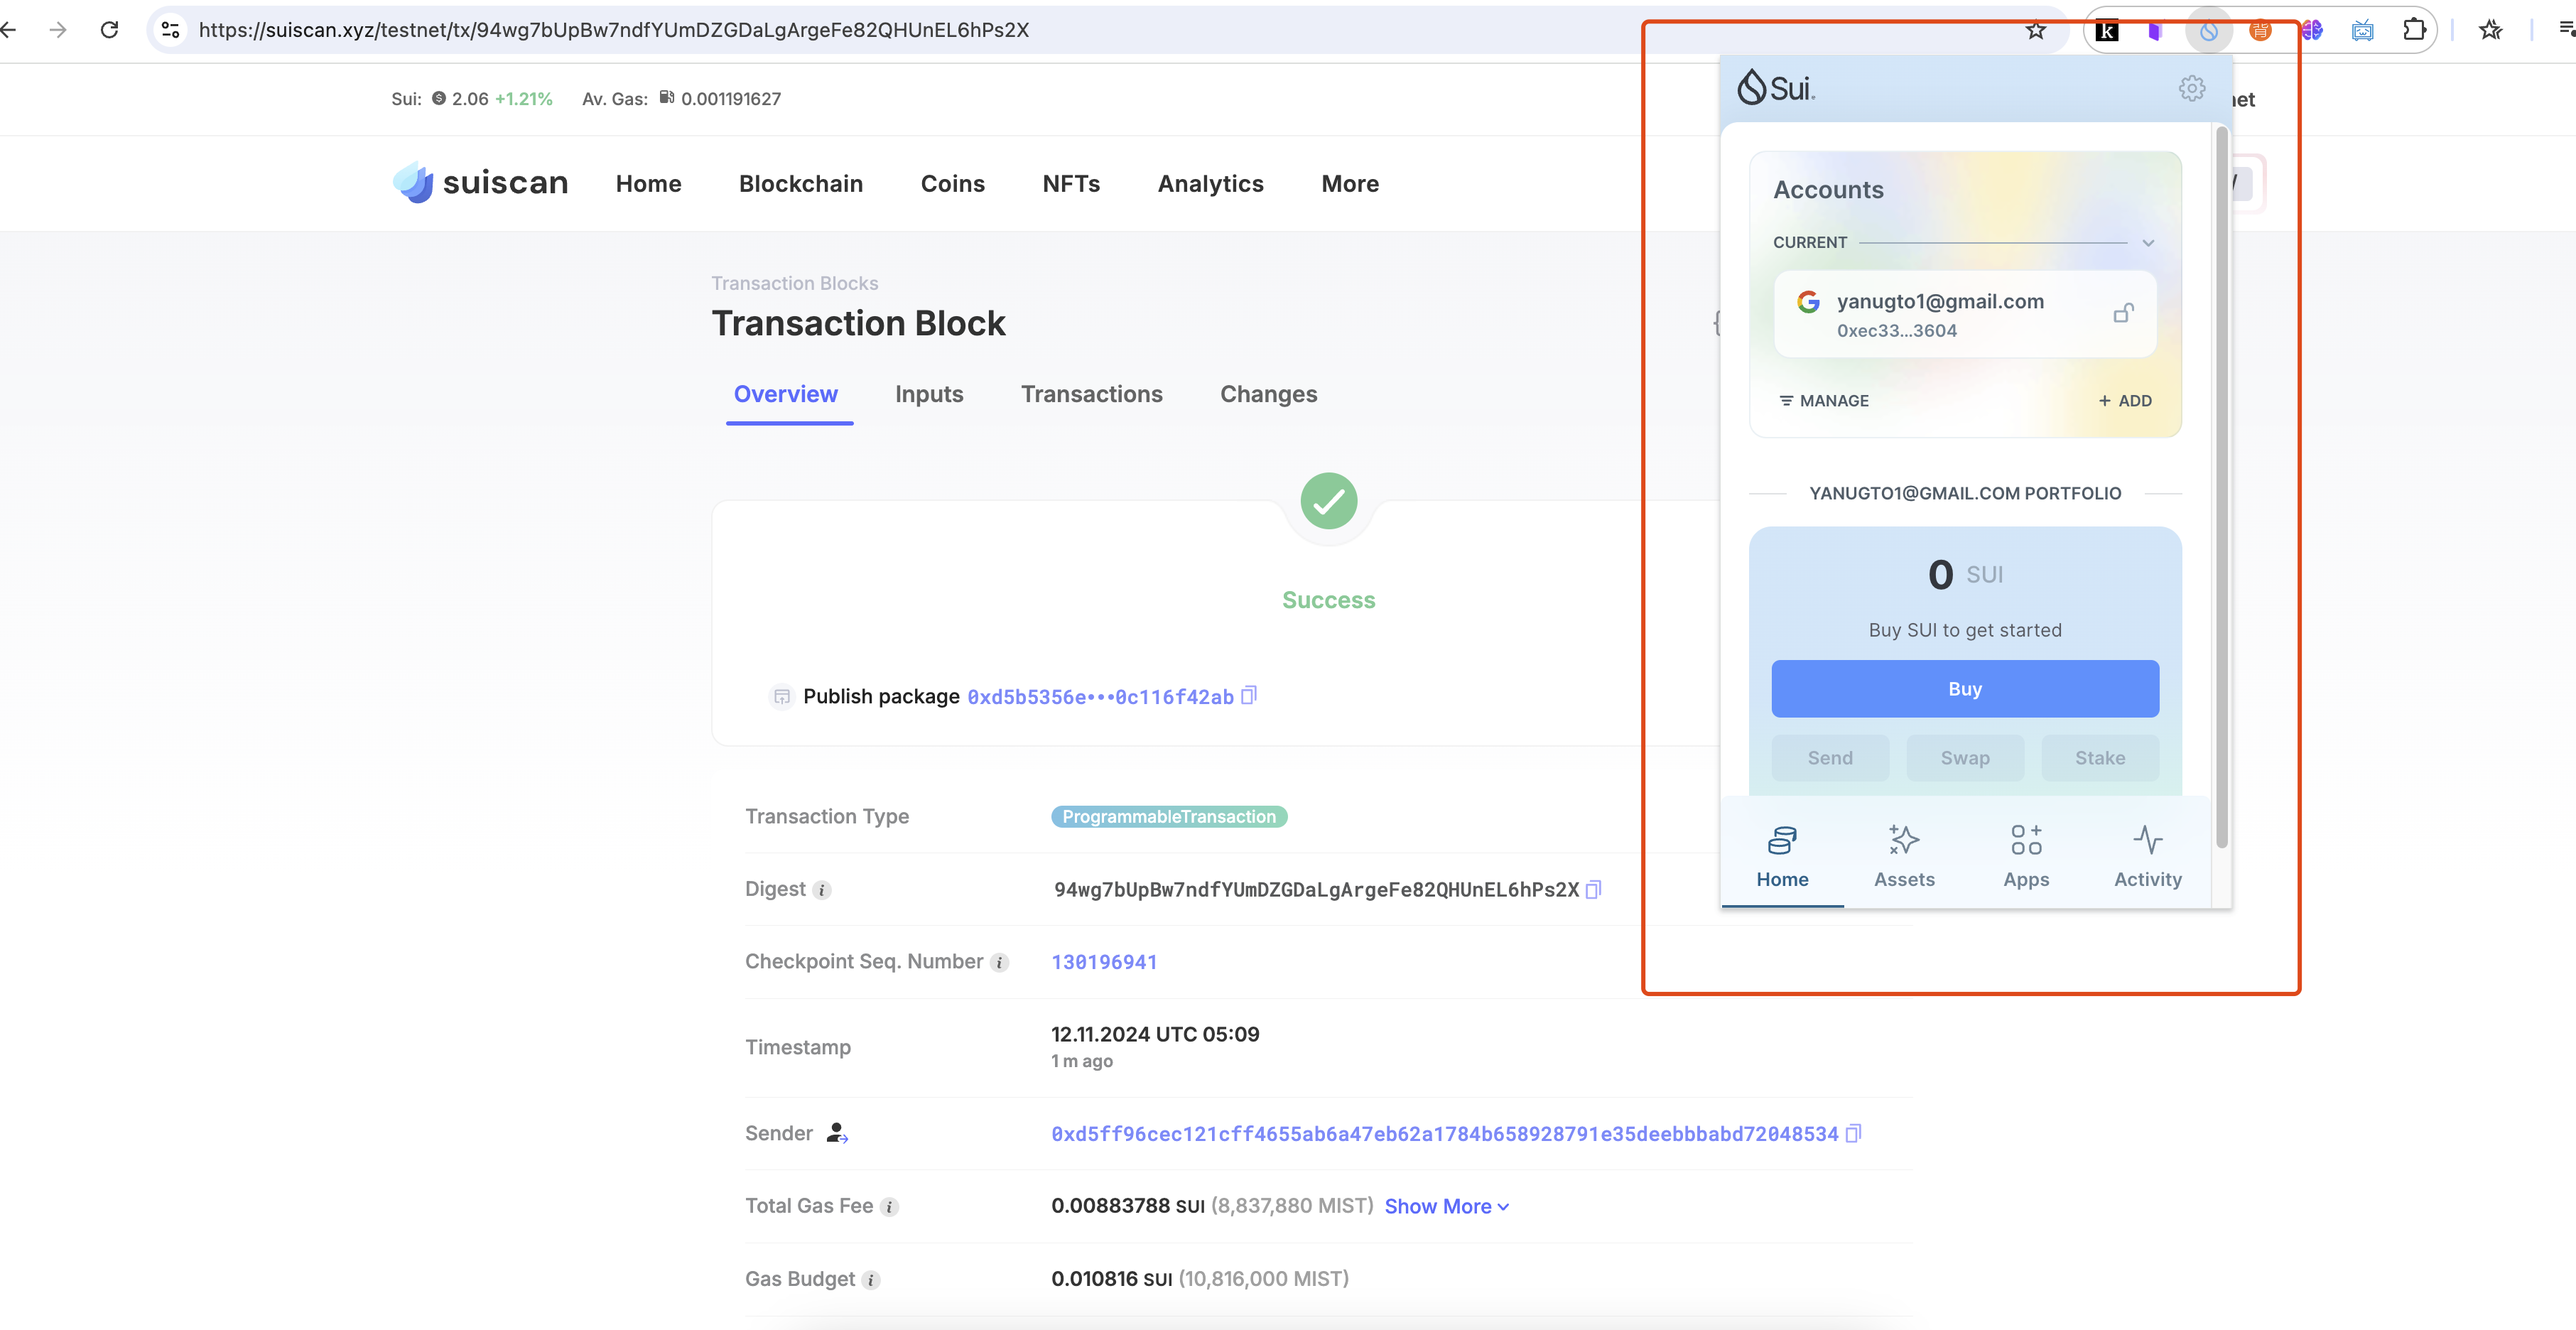 https://suiscan.xyz/testnet/tx/94wg7bUpBw7ndfYUmDZGDaLgArgeFe82QHUnEL6hPs2X
Sui: 2.06 +1.21% Av. Gas: 0.001191627
suiscan Home Blockchain Coins NFTs Analytics More
Transaction Blocks
Transaction Block
Overview Inputs Transactions Changes
Success
Publish package 0xd5b5356e•••0c116f42ab
Transaction Type ProgrammableTransaction
Digest 94wg7bUpBw7ndfYUmDZGDaLgArgeFe82QHUnEL6hPs2X
Checkpoint Seq. Number 130196941
Timestamp 12.11.2024 UTC 05:09
1 m ago
Sender 0xd5ff96cec121cff4655ab6a47eb62a1784b658928791e35deebbbabd72048534
Total Gas Fee 0.00883788 SUI (8,837,880 MIST) Show More
Gas Budget 0.010816 SUI (10,816,000 MIST)
Sui
Accounts
CURRENT
yanugto1@gmail.com
0xec33...3604
MANAGE + ADD
YANUGTO1@GMAIL.COM PORTFOLIO
0 SUI
Buy SUI to get started
Buy
Send Swap Stake
Home Assets Apps Activity